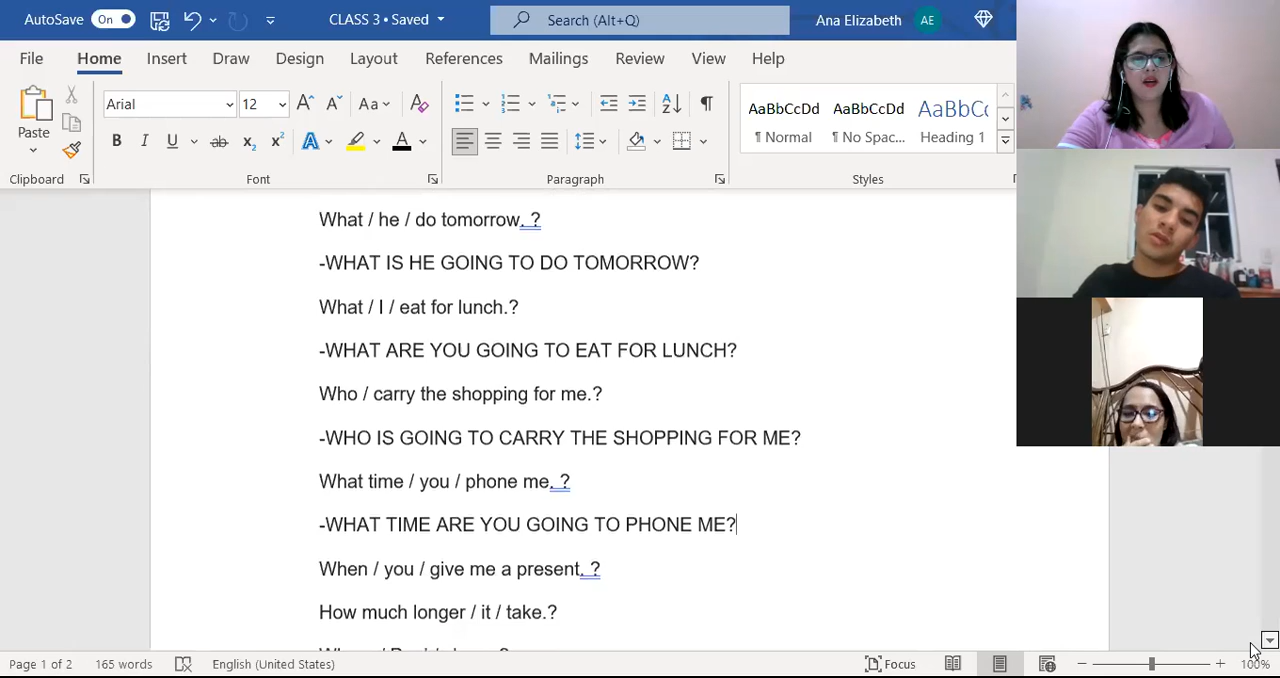 AutoSave On CLASS 3 • Saved Search (Alt+Q) Ana Elizabeth AE
File Home Insert Draw Design Layout References Mailings Review View Help
Paste Arial 12 Aa AaBbCcDd AaBbCcDd AaBbCc
¶ Normal ¶ No Spac... Heading 1
Clipboard Font Paragraph Styles
What / he / do tomorrow. ?
-WHAT IS HE GOING TO DO TOMORROW?
What / I / eat for lunch.?
-WHAT ARE YOU GOING TO EAT FOR LUNCH?
Who / carry the shopping for me.?
-WHO IS GOING TO CARRY THE SHOPPING FOR ME?
What time / you / phone me. ?
-WHAT TIME ARE YOU GOING TO PHONE ME?
When / you / give me a present. ?
How much longer / it / take.?
Page 1 of 2 165 words English (United States) Focus 100%